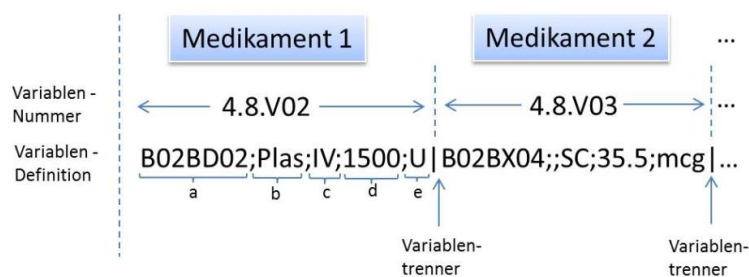 Medikament 1 Medikament 2 ...
Variablen -
Nummer
4.8.V02 4.8.V03 ...
Variablen -
Definition
B02BD02;Plas;IV;1500;U|B02BX04;;SC;35.5;mcg|...
a b c d e
Variablen-
trenner
Variablen-
trenner